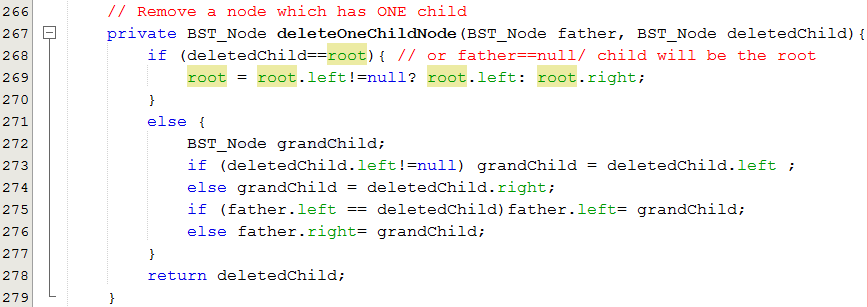 266 // Remove a node which has ONE child
267 private BST_Node deleteOneChildNode(BST_Node father, BST_Node deletedChild){
268 if (deletedChild==root){ // or father==null/ child will be the root
269 root = root.left!=null? root.left: root.right;
270 }
271 else {
272 BST_Node grandChild;
273 if (deletedChild.left!=null) grandChild = deletedChild.left ;
274 else grandChild = deletedChild.right;
275 if (father.left == deletedChild)father.left= grandChild;
276 else father.right= grandChild;
277 }
278 return deletedChild;
279 }